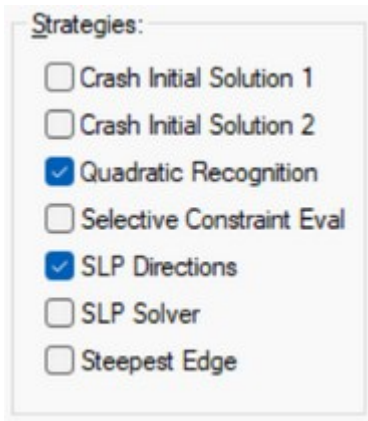 Strategies:
Crash Initial Solution 1
Crash Initial Solution 2
Quadratic Recognition
Selective Constraint Eval
SLP Directions
SLP Solver
Steepest Edge